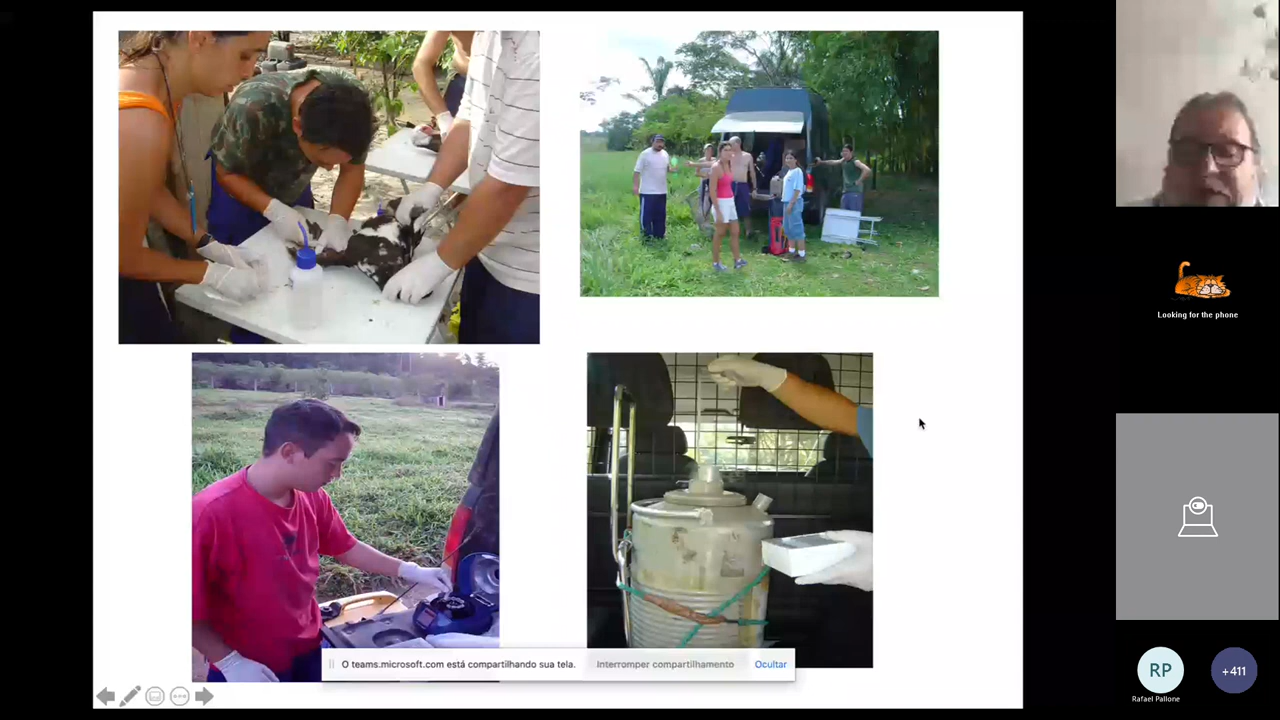 Looking for the phone
O teams.microsoft.com está compartilhando sua tela.
Interromper compartilhamento
Ocultar
RP
+411
Rafael Pallone